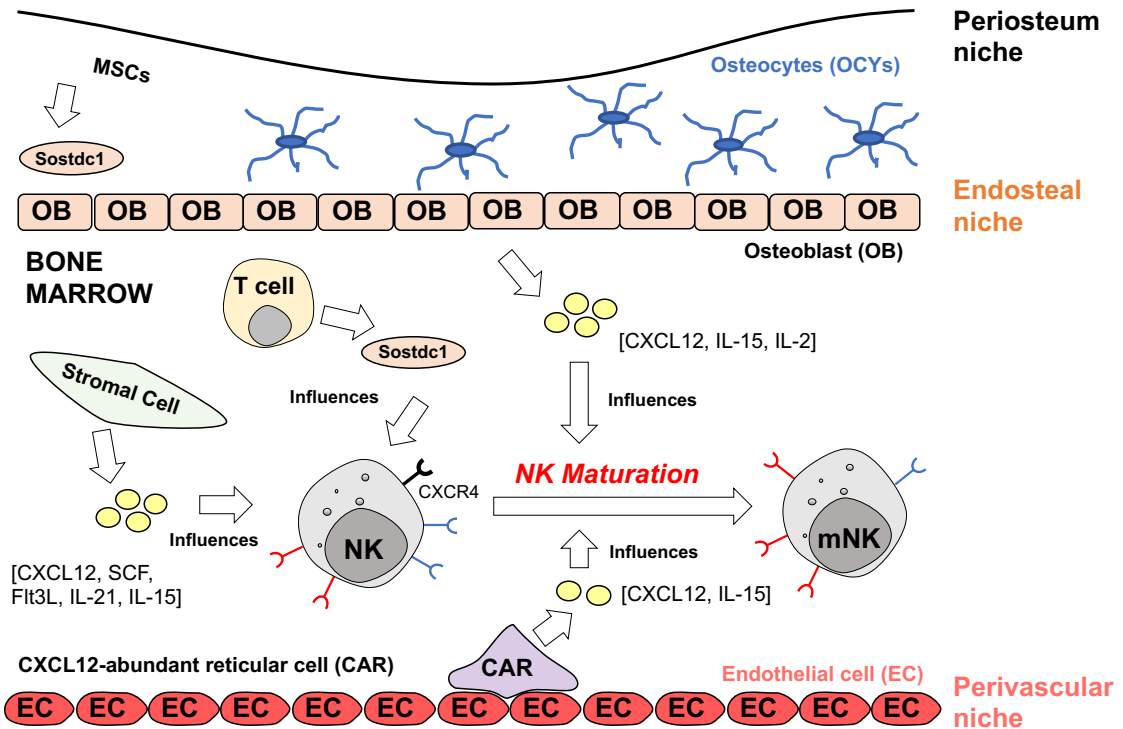 Periosteum
niche
MSCs
Osteocytes (OCYs)
Sostdc1
OB OB OB OB OB OB OB OB OB OB OB OB
Endosteal
niche
Osteoblast (OB)
BONE
MARROW
T cell
Sostdc1
[CXCL12, IL-15, IL-2]
Stromal Cell
Influences
Influences
NK Maturation
CXCR4
NK
mNK
Influences
Influences
[CXCL12, SCF,
Flt3L, IL-21, IL-15]
[CXCL12, IL-15]
CXCL12-abundant reticular cell (CAR)
CAR
Endothelial cell (EC)
EC EC EC EC EC EC EC EC EC EC EC EC EC
Perivascular
niche